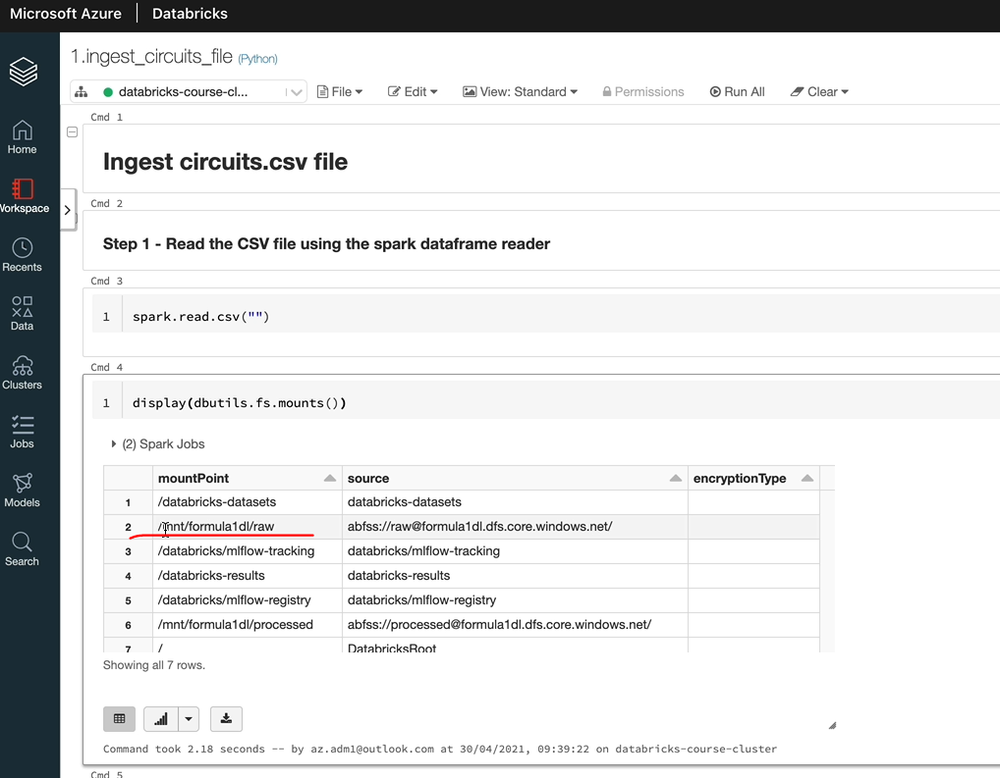 Microsoft Azure | Databricks
1.ingest_circuits_file (Python)
databricks-course-cl... File Edit View: Standard Permissions Run All Clear
Home
Workspace
Recents
Data
Clusters
Jobs
Models
Search
Cmd 1
Ingest circuits.csv file
Cmd 2
Step 1 - Read the CSV file using the spark dataframe reader
Cmd 3
1 spark.read.csv("")
Cmd 4
1 display(dbutils.fs.mounts())
(2) Spark Jobs
mountPoint source encryptionType
1 /databricks-datasets databricks-datasets
2 /mnt/formula1dl/raw abfss://raw@formula1dl.dfs.core.windows.net/
3 /databricks/mlflow-tracking databricks/mlflow-tracking
4 /databricks-results databricks-results
5 /databricks/mlflow-registry databricks/mlflow-registry
6 /mnt/formula1dl/processed abfss://processed@formula1dl.dfs.core.windows.net/
7 / DatabricksRoot
Showing all 7 rows.
Command took 2.18 seconds -- by az.adm1@outlook.com at 30/04/2021, 09:39:22 on databricks-course-cluster
Cmd 5